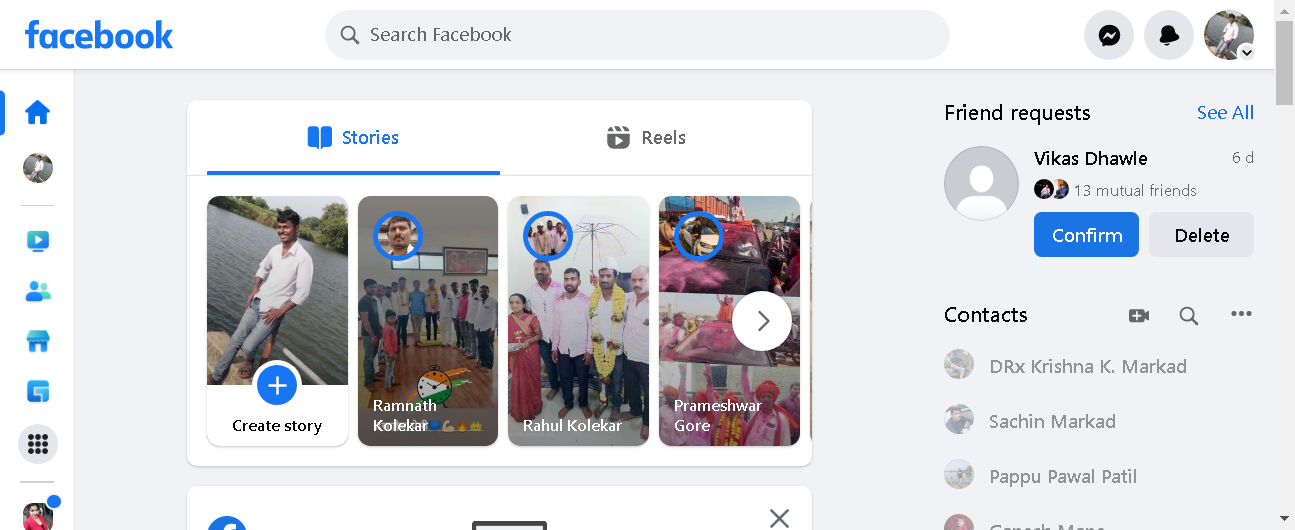 facebook
Search Facebook
Stories
Reels
Create story
Ramnath
Kolekar
Rahul Kolekar
Prameshwar
Gore
Friend requests
See All
Vikas Dhawle
6 d
13 mutual friends
Confirm
Delete
Contacts
DRx Krishna K. Markad
Sachin Markad
Pappu Pawal Patil